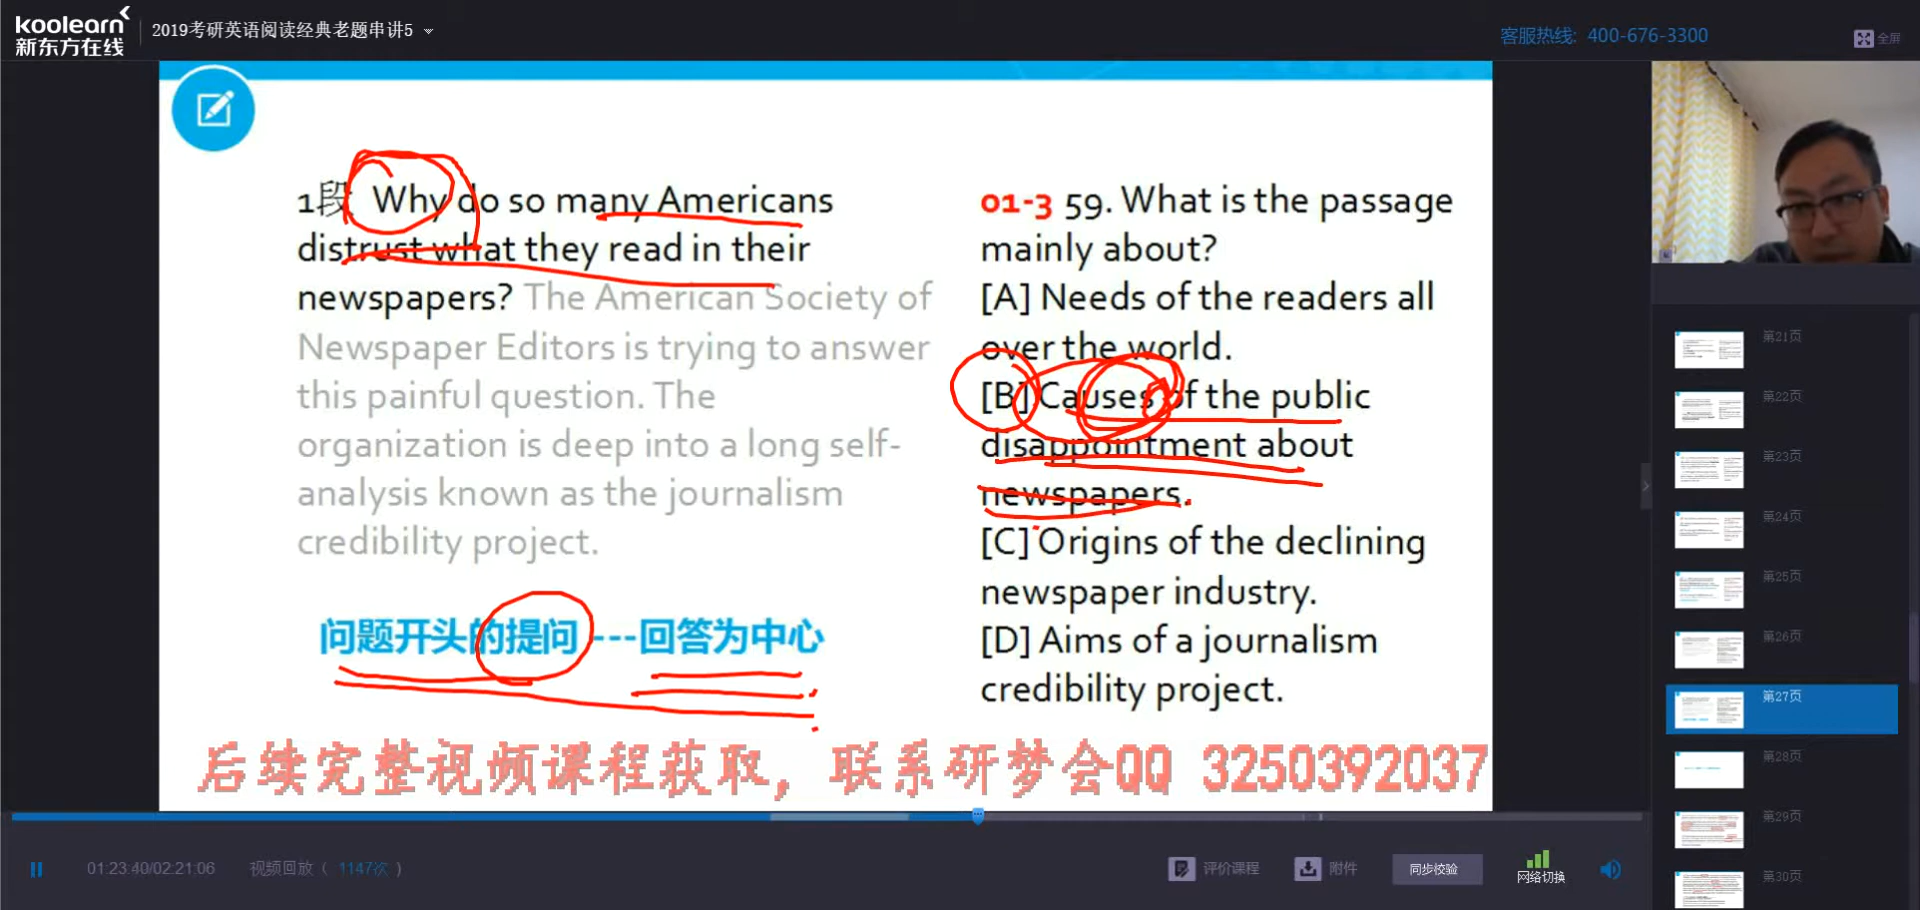 koolearn
新东方在线
2019考研英语阅读经典老题串讲5
客服热线: 400-676-3300
全屏
1段 Why do so many Americans
distrust what they read in their
newspapers? The American Society of
Newspaper Editors is trying to answer
this painful question. The
organization is deep into a long self-
analysis known as the journalism
credibility project.
问题开头的提问---回答为中心
01-3 59. What is the passage
mainly about?
[A] Needs of the readers all
over the world.
[B] Causes of the public
disappointment about
newspapers.
[C] Origins of the declining
newspaper industry.
[D] Aims of a journalism
credibility project.
后续完整视频课程获取，联系研梦会QQ 3250392037
第21页
第22页
第23页
第24页
第25页
第26页
第27页
第28页
第29页
第30页
01:23:40/02:21:06
视频回放（ 1147次 ）
评价课程
附件
同步校验
网络切换